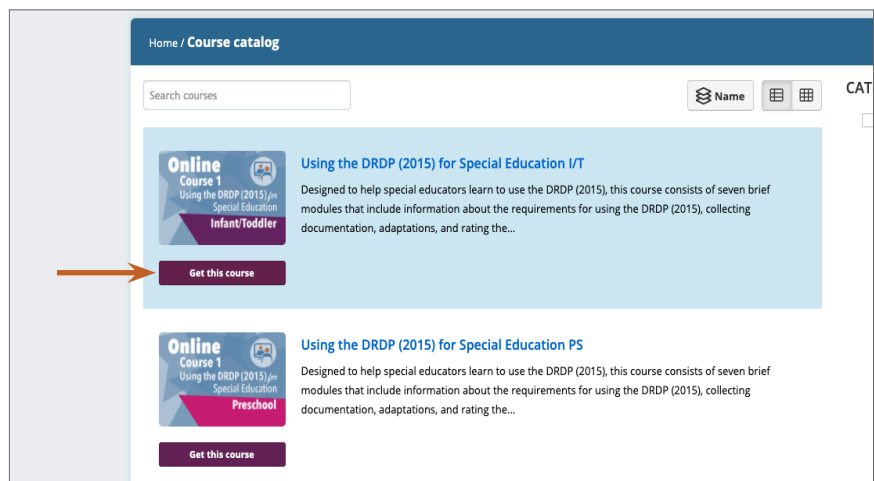 Home / Course catalog
Search courses
Name
CAT
Online
Course 1
Using the DRDP (2015) for
Special Education
Infant/Toddler
Using the DRDP (2015) for Special Education I/T
Designed to help special educators learn to use the DRDP (2015), this course consists of seven brief
modules that include information about the requirements for using the DRDP (2015), collecting
documentation, adaptations, and rating the...
Get this course
Online
Course 1
Using the DRDP (2015) for
Special Education
Preschool
Using the DRDP (2015) for Special Education PS
Designed to help special educators learn to use the DRDP (2015), this course consists of seven brief
modules that include information about the requirements for using the DRDP (2015), collecting
documentation, adaptations, and rating the...
Get this course